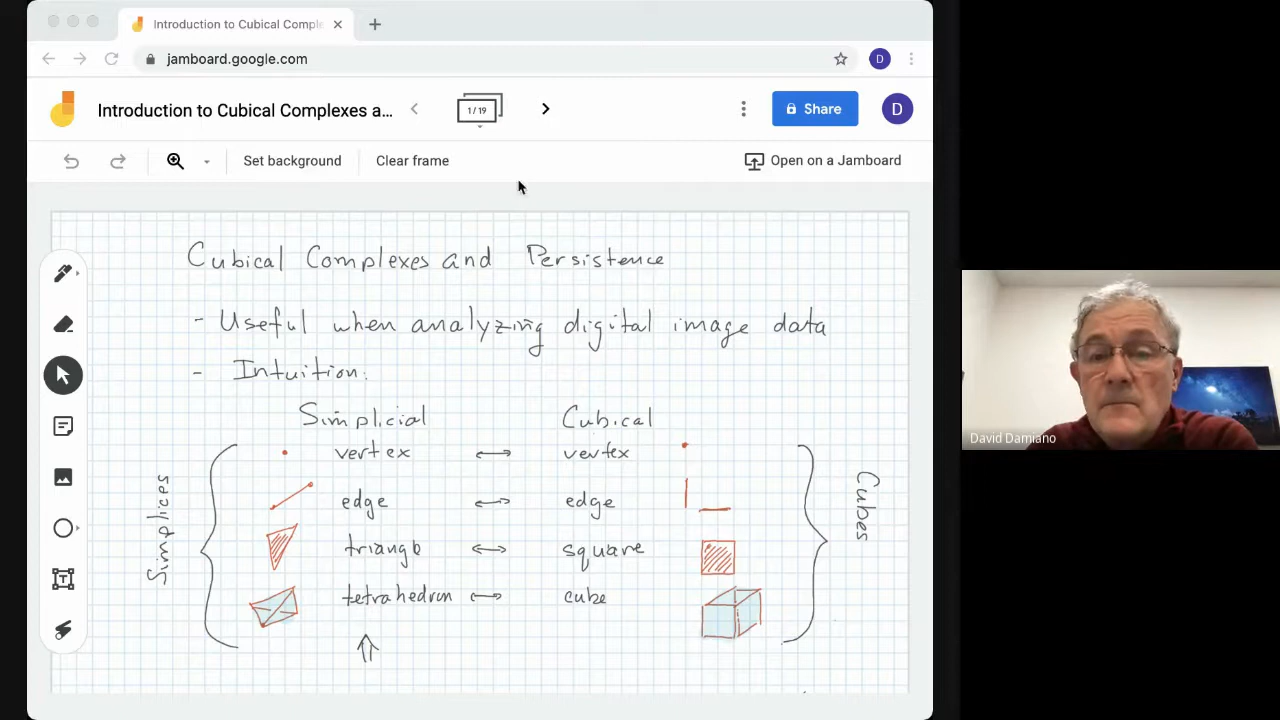 Introduction to Cubical Comple
jamboard.google.com
D
Introduction to Cubical Complexes a...
1 / 19
Share
D
Set background
Clear frame
Open on a Jamboard
Cubical Complexes and Persistence
- Useful when analyzing digital image data
- Intuition:
Simplicial Cubical
vertex ↔ vertex
edge ↔ edge
triangle ↔ square
tetrahedron ↔ cube
Simplices
Cubes
David Damiano